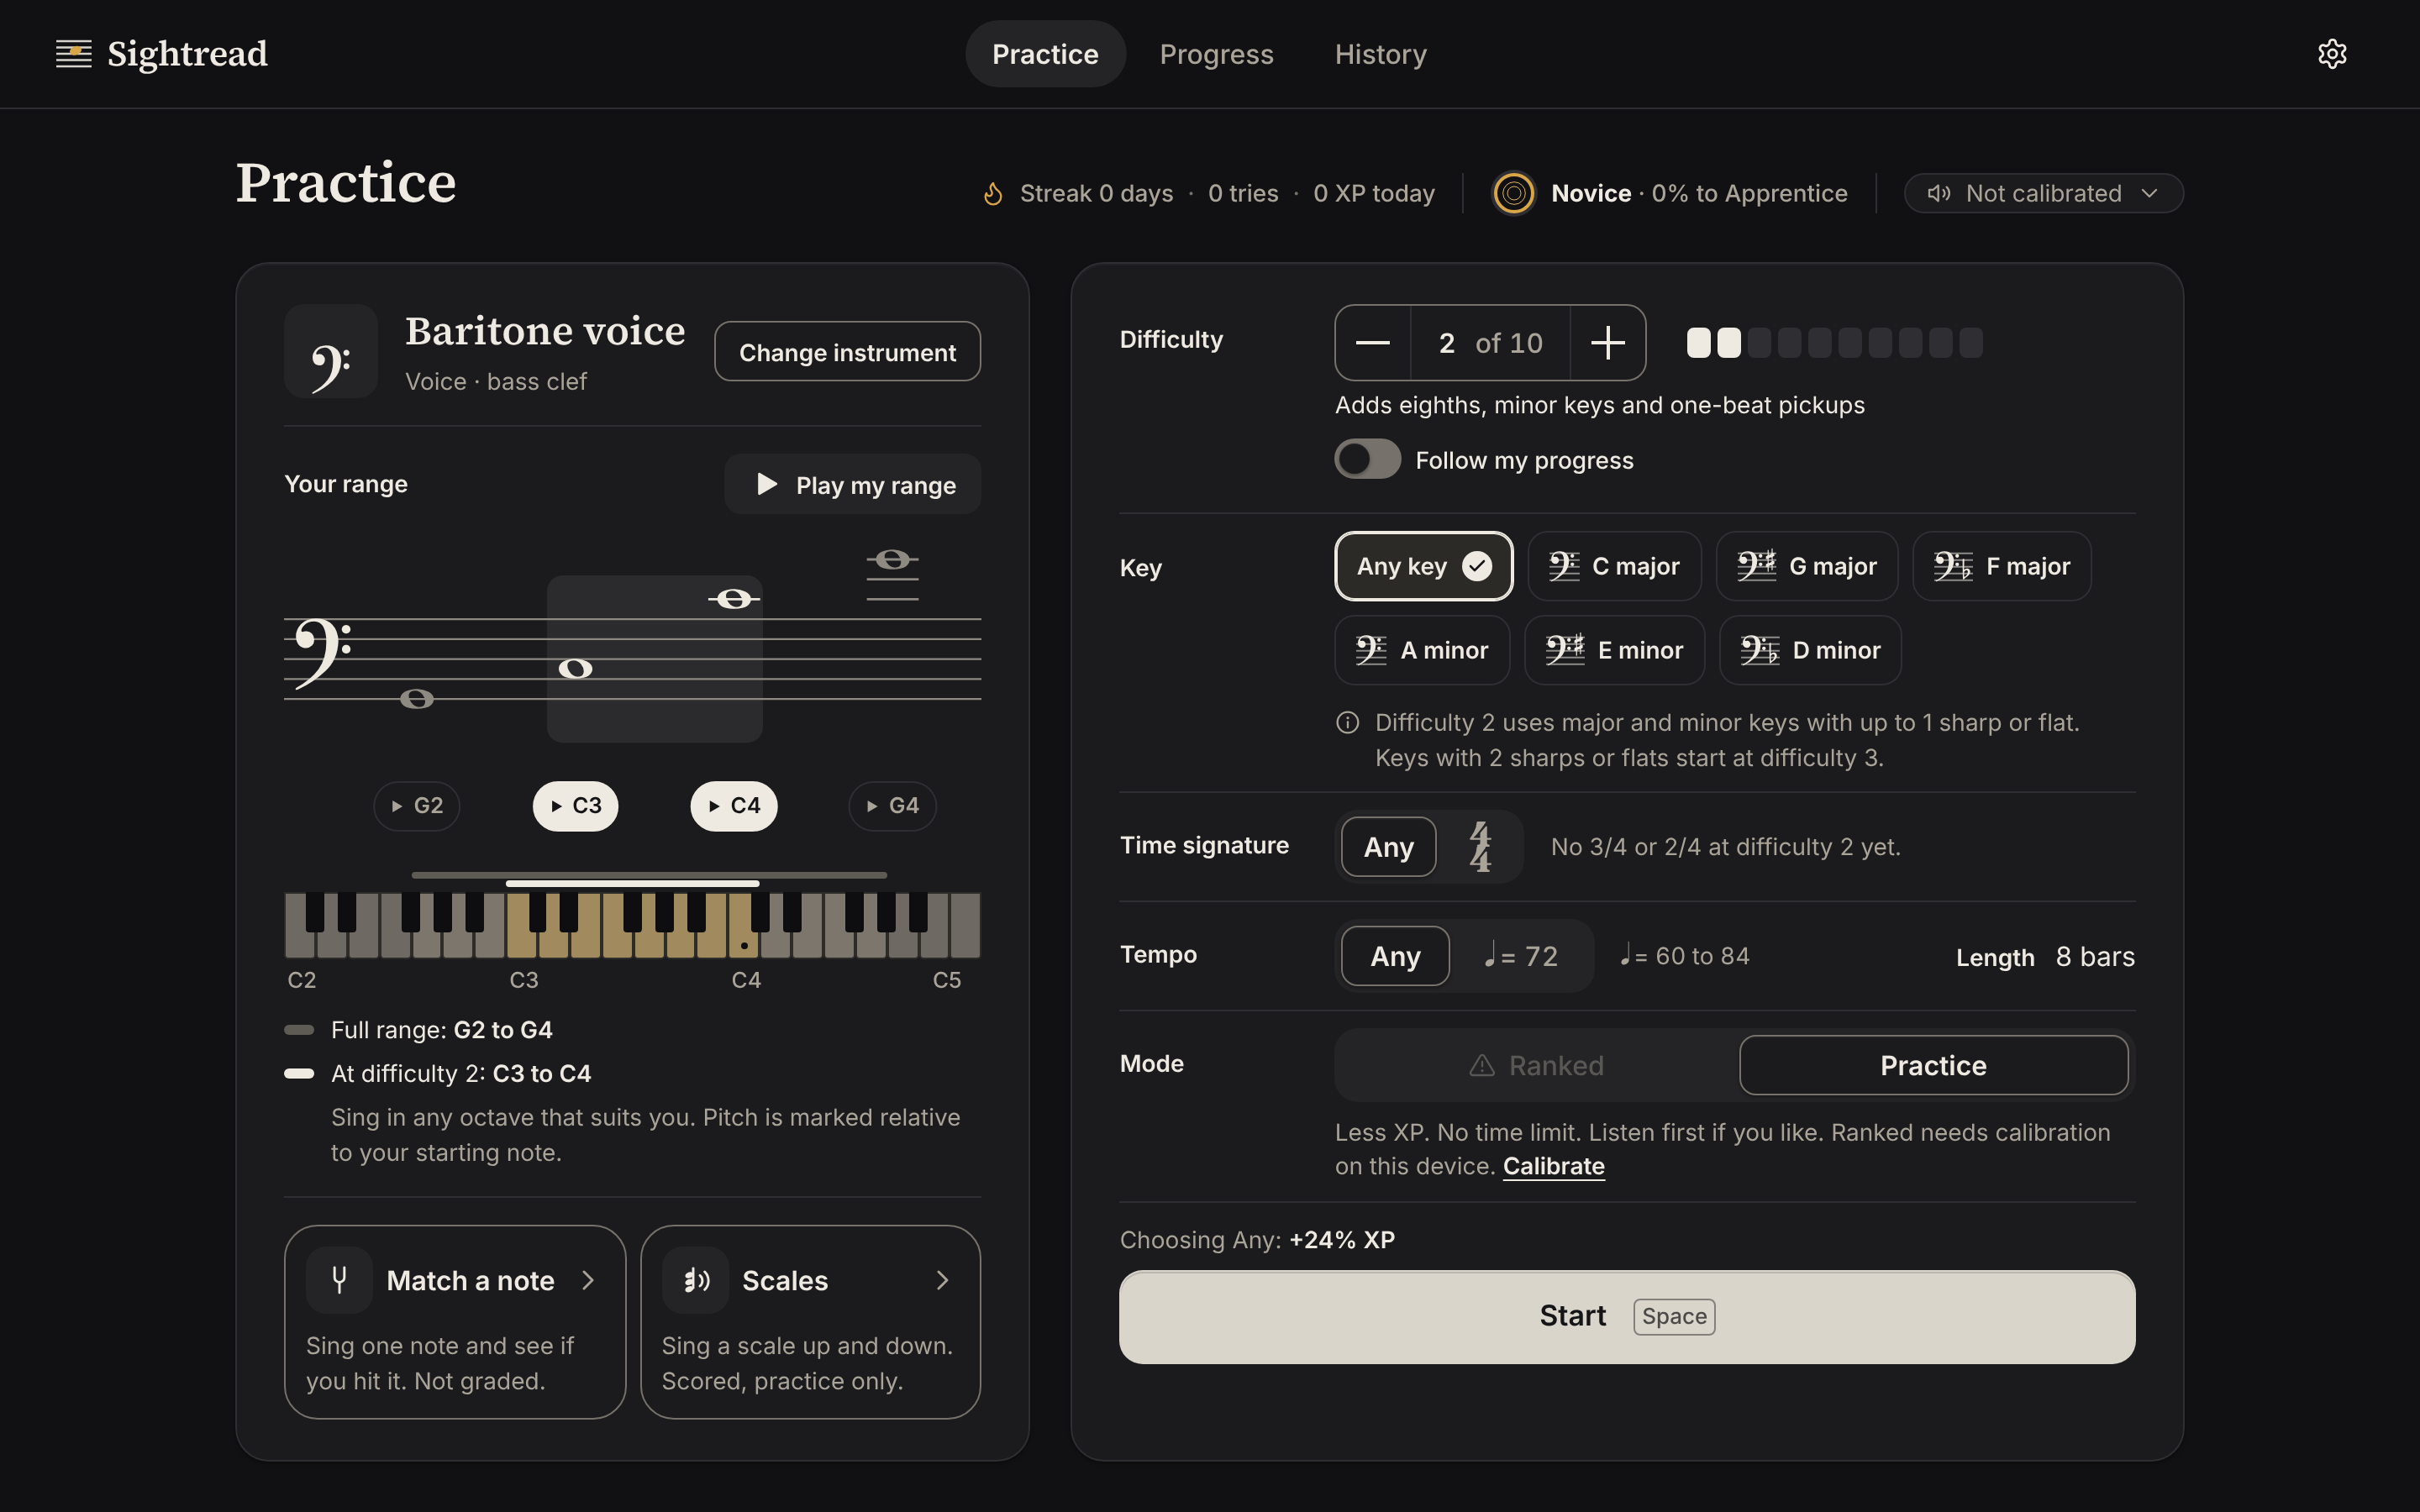 Sightread
Practice
Progress
History
Practice
Streak 0 days · 0 tries · 0 XP today
Novice · 0% to Apprentice
Not calibrated
Baritone voice
Voice · bass clef
Change instrument
Your range
Play my range
G2
C3
C4
G4
C2
C3
C4
C5
Full range: G2 to G4
At difficulty 2: C3 to C4
Sing in any octave that suits you. Pitch is marked relative
to your starting note.
Match a note
Sing one note and see if
you hit it. Not graded.
Scales
Sing a scale up and down.
Scored, practice only.
Difficulty
2 of 10
Adds eighths, minor keys and one-beat pickups
Follow my progress
Key
Any key
C major
G major
F major
A minor
E minor
D minor
Difficulty 2 uses major and minor keys with up to 1 sharp or flat.
Keys with 2 sharps or flats start at difficulty 3.
Time signature
Any
4
4
No 3/4 or 2/4 at difficulty 2 yet.
Tempo
Any
♩= 72
♩= 60 to 84
Length 8 bars
Mode
Ranked
Practice
Less XP. No time limit. Listen first if you like. Ranked needs calibration
on this device. Calibrate
Choosing Any: +24% XP
Start Space